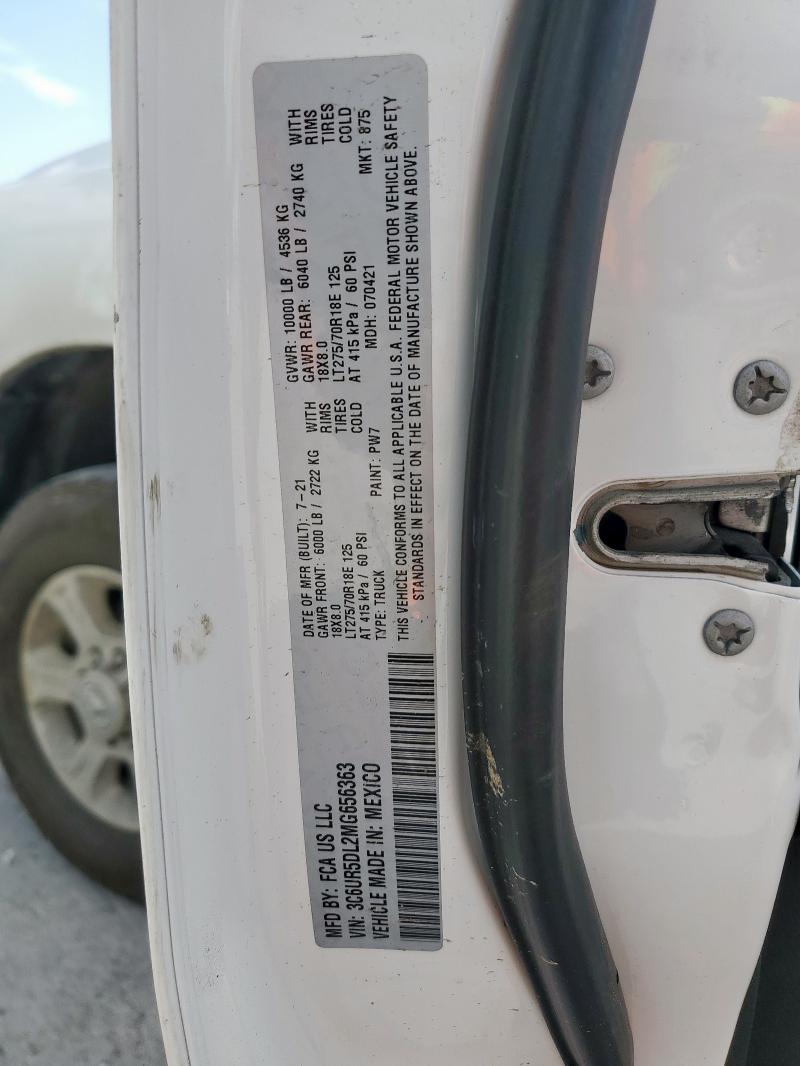 MFD BY: FCA US LLC
VIN: 3C6UR5DL2MG656363
VEHICLE MADE IN: MEXICO
DATE OF MFR (BUILT): 7-21 GVWR: 10000 LB / 4536 KG
GAWR FRONT: 6000 LB / 2722 KG WITH GAWR REAR: 6040 LB / 2740 KG WITH
18X8.0 RIMS 18X8.0 RIMS
LT275/70R18E 125 TIRES LT275/70R18E 125 TIRES
AT 415 kPa / 60 PSI COLD AT 415 kPa / 60 PSI COLD
TYPE: TRUCK PAINT: PW7 MDH: 070421 MKT: 875
THIS VEHICLE CONFORMS TO ALL APPLICABLE U.S.A. FEDERAL MOTOR VEHICLE SAFETY
STANDARDS IN EFFECT ON THE DATE OF MANUFACTURE SHOWN ABOVE.